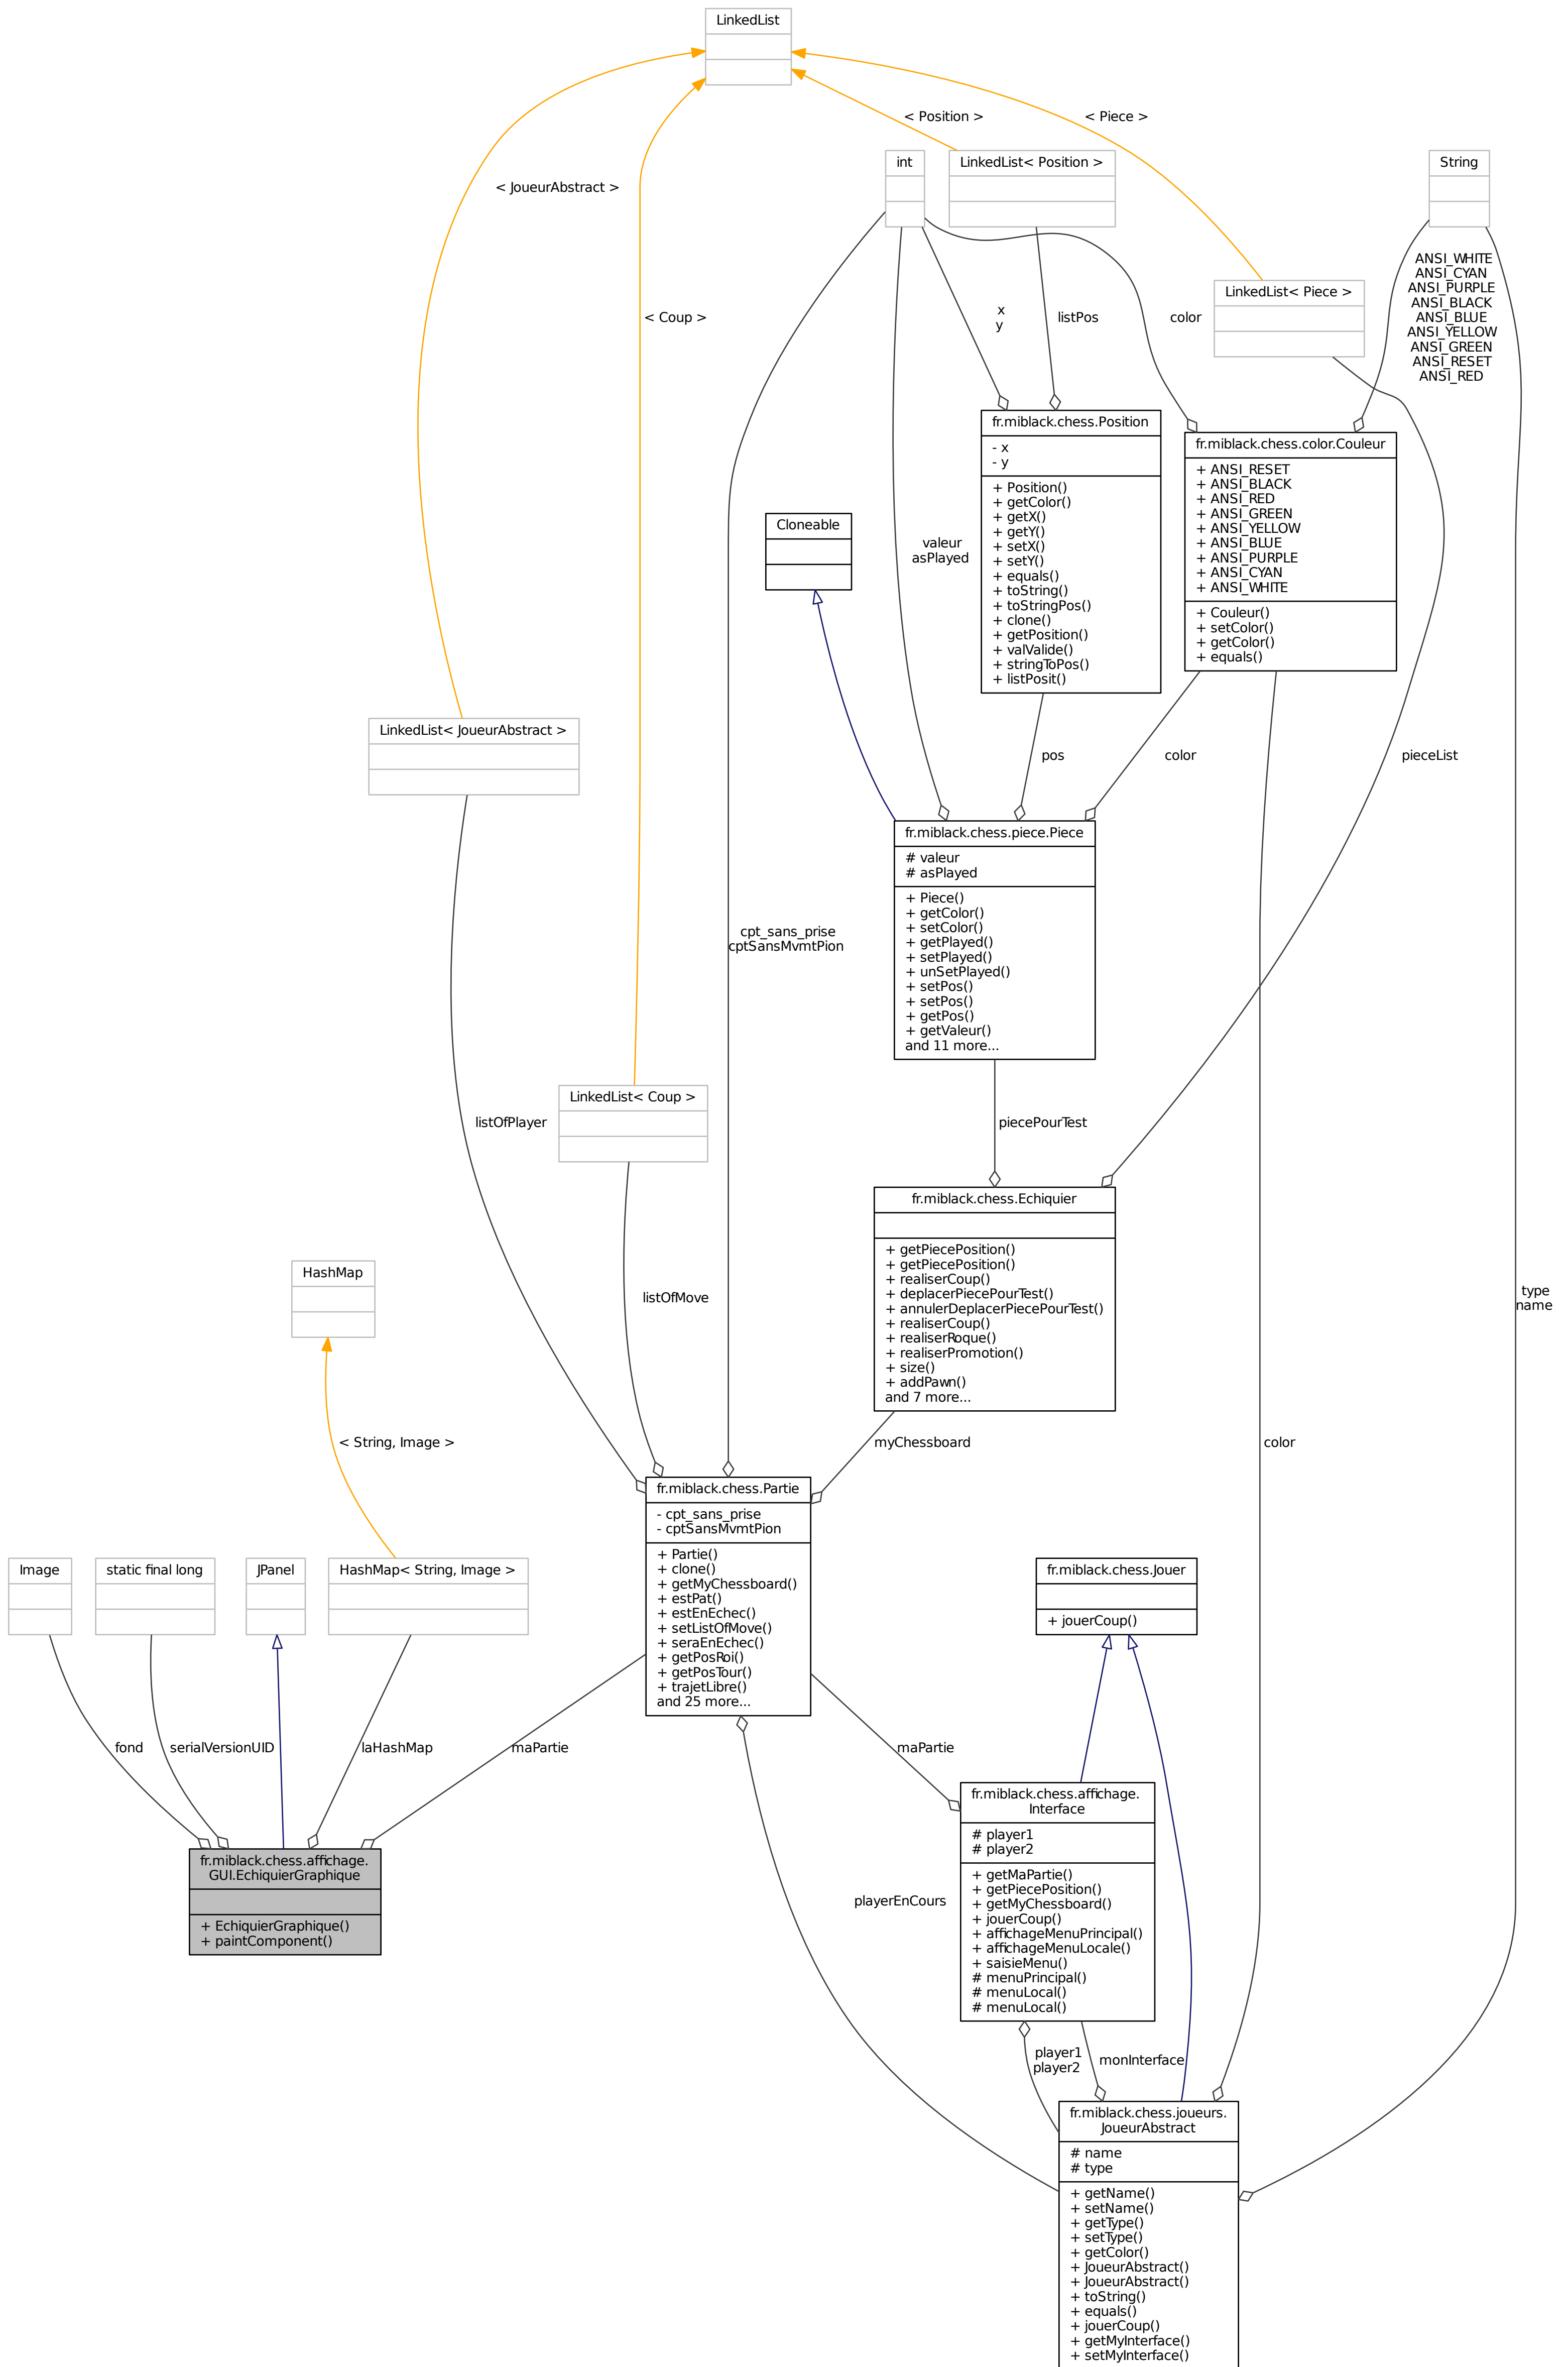 LinkedList
< Position >
< Piece >
int
LinkedList< Position >
String
< JoueurAbstract >
ANSI_WHITE
ANSI_CYAN
ANSI_PURPLE
ANSI_BLACK
ANSI_BLUE
ANSI_YELLOW
ANSI_GREEN
ANSI_RESET
ANSI_RED
LinkedList< Piece >
< Coup >
x
y
listPos
color
fr.miblack.chess.Position
- x
- y
+ Position()
+ getColor()
+ getX()
+ getY()
+ setX()
+ setY()
+ equals()
+ toString()
+ toStringPos()
+ clone()
+ getPosition()
+ valValide()
+ stringToPos()
+ listPosit()
fr.miblack.chess.color.Couleur
+ ANSI_RESET
+ ANSI_BLACK
+ ANSI_RED
+ ANSI_GREEN
+ ANSI_YELLOW
+ ANSI_BLUE
+ ANSI_PURPLE
+ ANSI_CYAN
+ ANSI_WHITE
+ Couleur()
+ setColor()
+ getColor()
+ equals()
Cloneable
valeur
asPlayed
LinkedList< JoueurAbstract >
pos
color
pieceList
fr.miblack.chess.piece.Piece
# valeur
# asPlayed
+ Piece()
+ getColor()
+ setColor()
+ getPlayed()
+ setPlayed()
+ unSetPlayed()
+ setPos()
+ setPos()
+ getPos()
+ getValeur()
and 11 more...
cpt_sans_prise
cptSansMvmtPion
LinkedList< Coup >
listOfPlayer
piecePourTest
fr.miblack.chess.Echiquier
+ getPiecePosition()
+ getPiecePosition()
+ realiserCoup()
+ deplacerPiecePourTest()
+ annulerDeplacerPiecePourTest()
+ realiserCoup()
+ realiserRoque()
+ realiserPromotion()
+ size()
+ addPawn()
and 7 more...
HashMap
listOfMove
type
name
< String, Image >
myChessboard
color
fr.miblack.chess.Partie
- cpt_sans_prise
- cptSansMvmtPion
+ Partie()
+ clone()
+ getMyChessboard()
+ estPat()
+ estEnEchec()
+ setListOfMove()
+ seraEnEchec()
+ getPosRoi()
+ getPosTour()
+ trajetLibre()
and 25 more...
Image
static final long
JPanel
HashMap< String, Image >
fr.miblack.chess.Jouer
+ jouerCoup()
fond
serialVersionUID
laHashMap
maPartie
maPartie
fr.miblack.chess.affichage.
Interface
# player1
# player2
+ getMaPartie()
+ getPiecePosition()
+ getMyChessboard()
+ jouerCoup()
+ affichageMenuPrincipal()
+ affichageMenuLocale()
+ saisieMenu()
# menuPrincipal()
# menuLocal()
# menuLocal()
fr.miblack.chess.affichage.
GUI.EchiquierGraphique
+ EchiquierGraphique()
+ paintComponent()
playerEnCours
player1
player2
monInterface
fr.miblack.chess.joueurs.
JoueurAbstract
# name
# type
+ getName()
+ setName()
+ getType()
+ setType()
+ getColor()
+ JoueurAbstract()
+ JoueurAbstract()
+ toString()
+ equals()
+ jouerCoup()
+ getMyInterface()
+ setMyInterface()